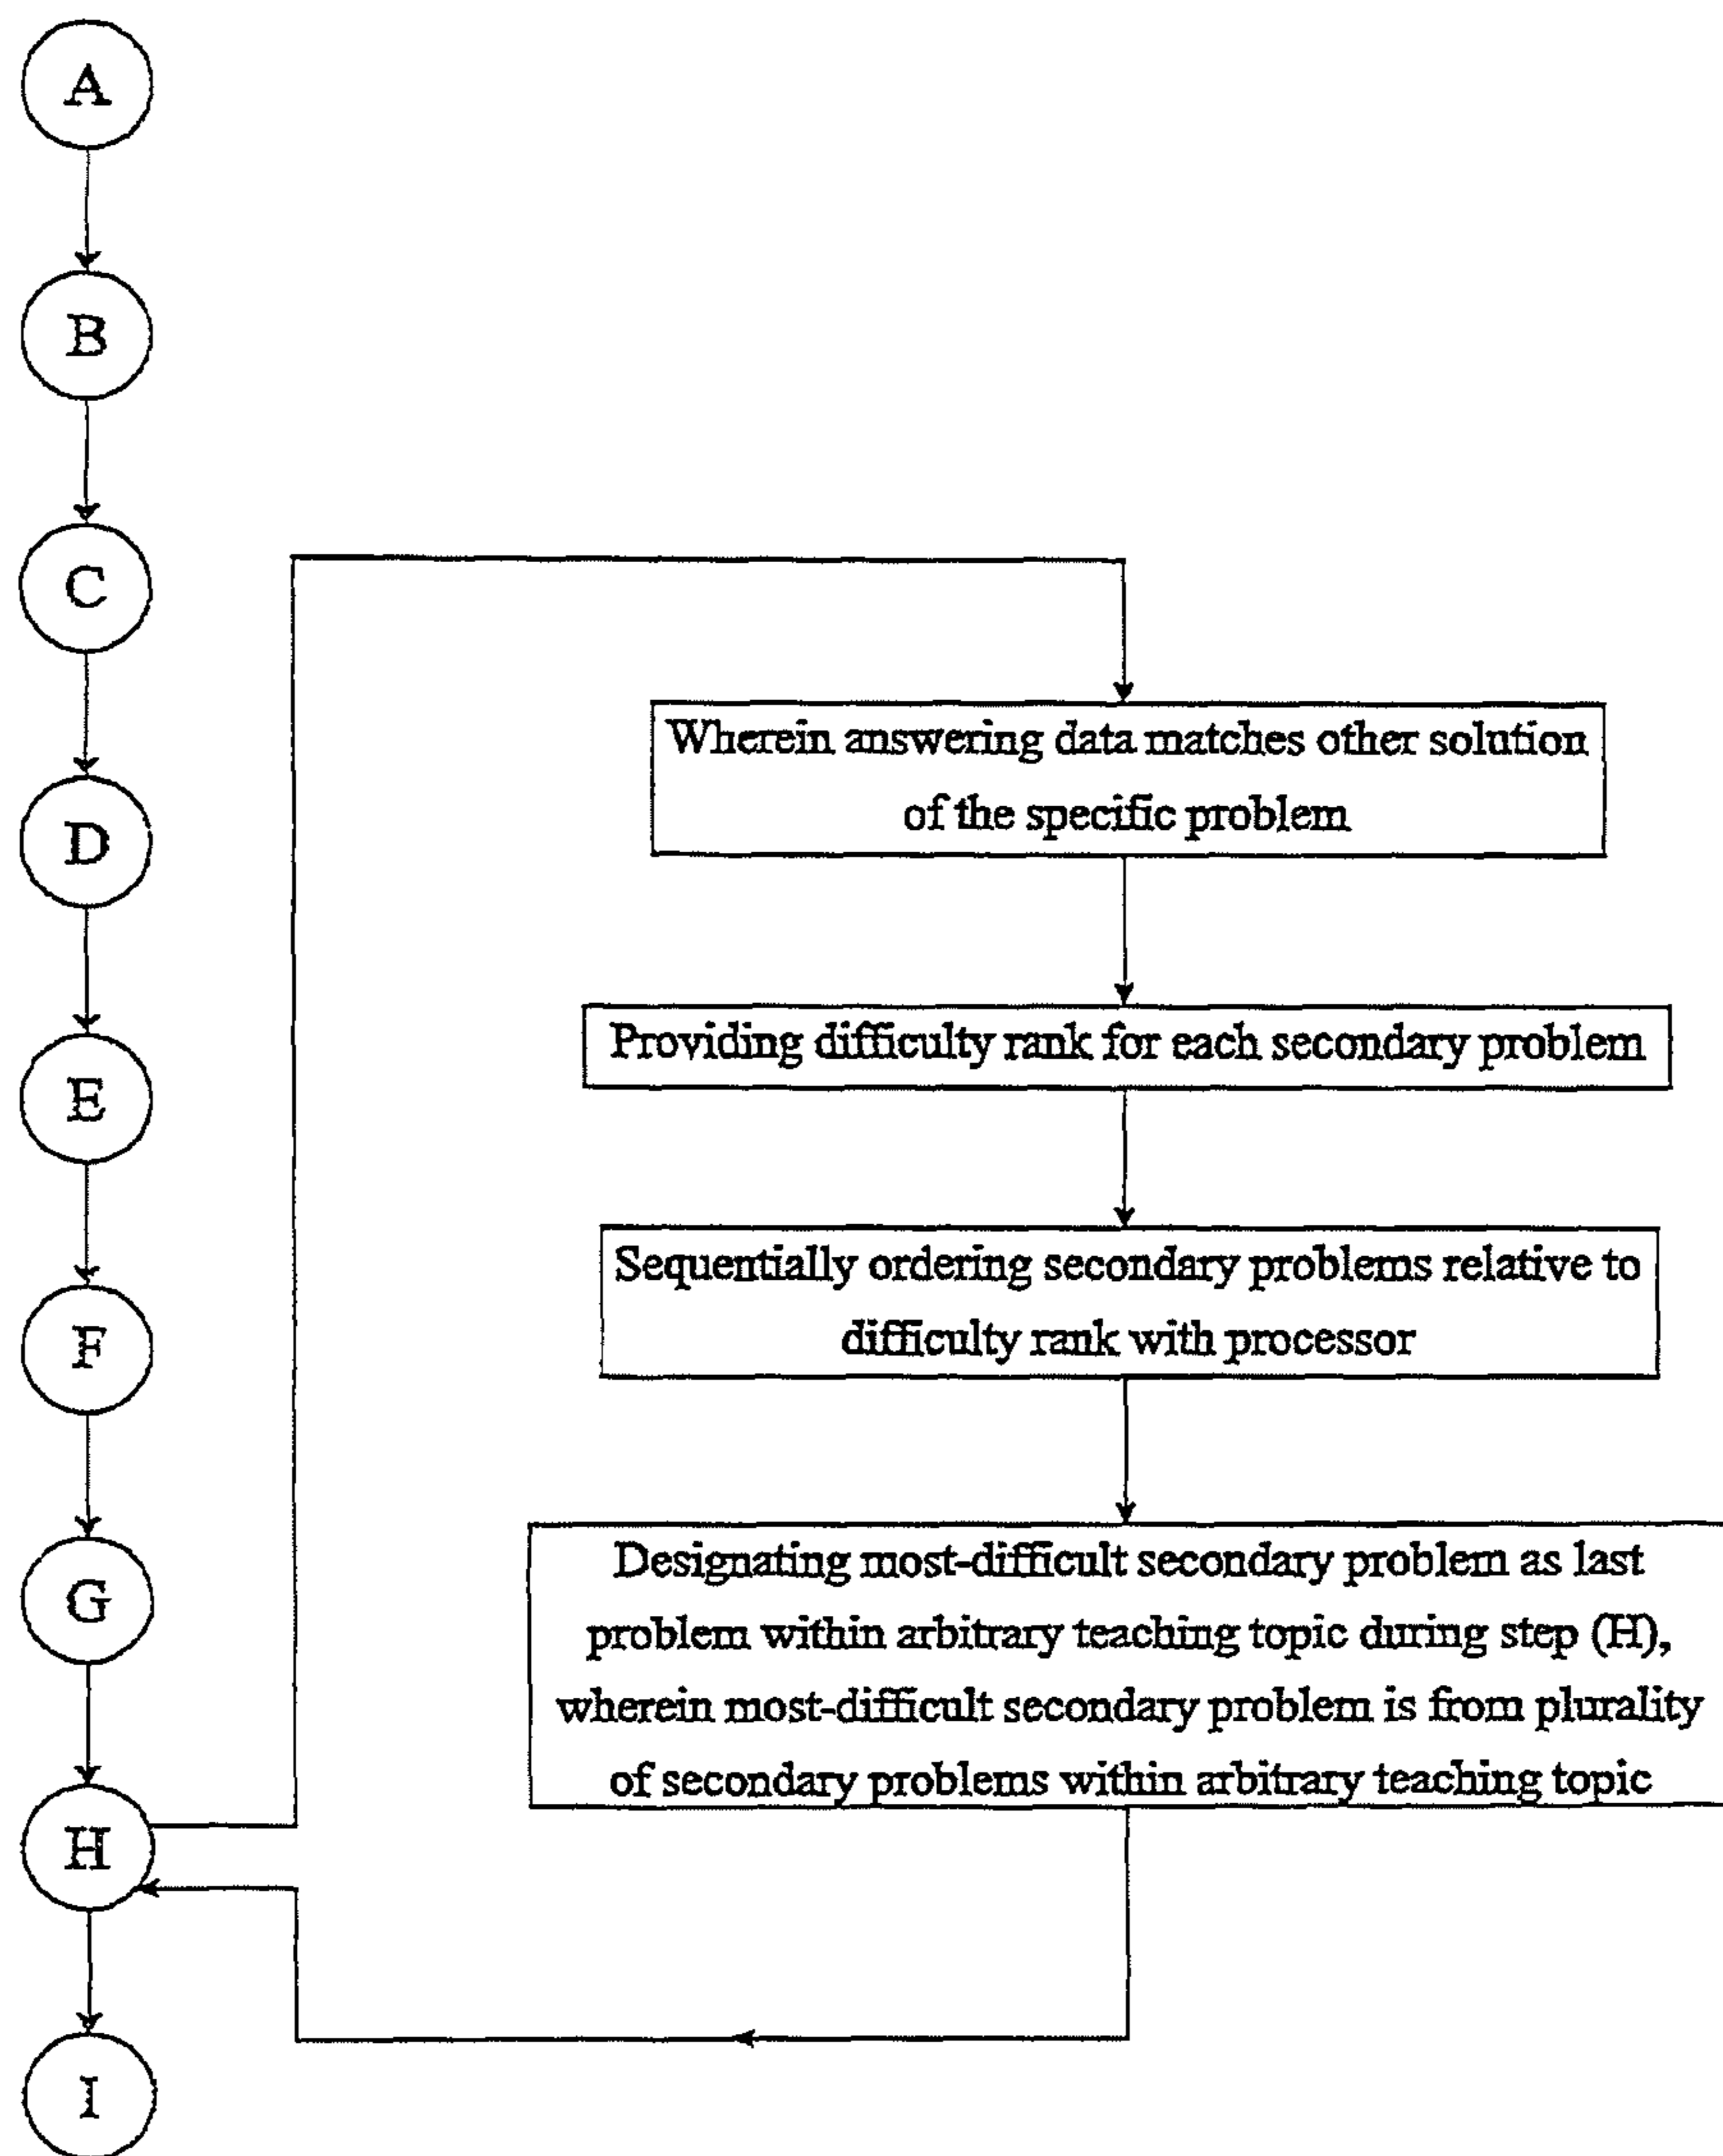 A
B
C
D
E
F
G
H
I
Wherein answering data matches other solution
of the specific problem
Providing difficulty rank for each secondary problem
Sequentially ordering secondary problems relative to
difficulty rank with processor
Designating most-difficult secondary problem as last
problem within arbitrary teaching topic during step (H),
wherein most-difficult secondary problem is from plurality
of secondary problems within arbitrary teaching topic